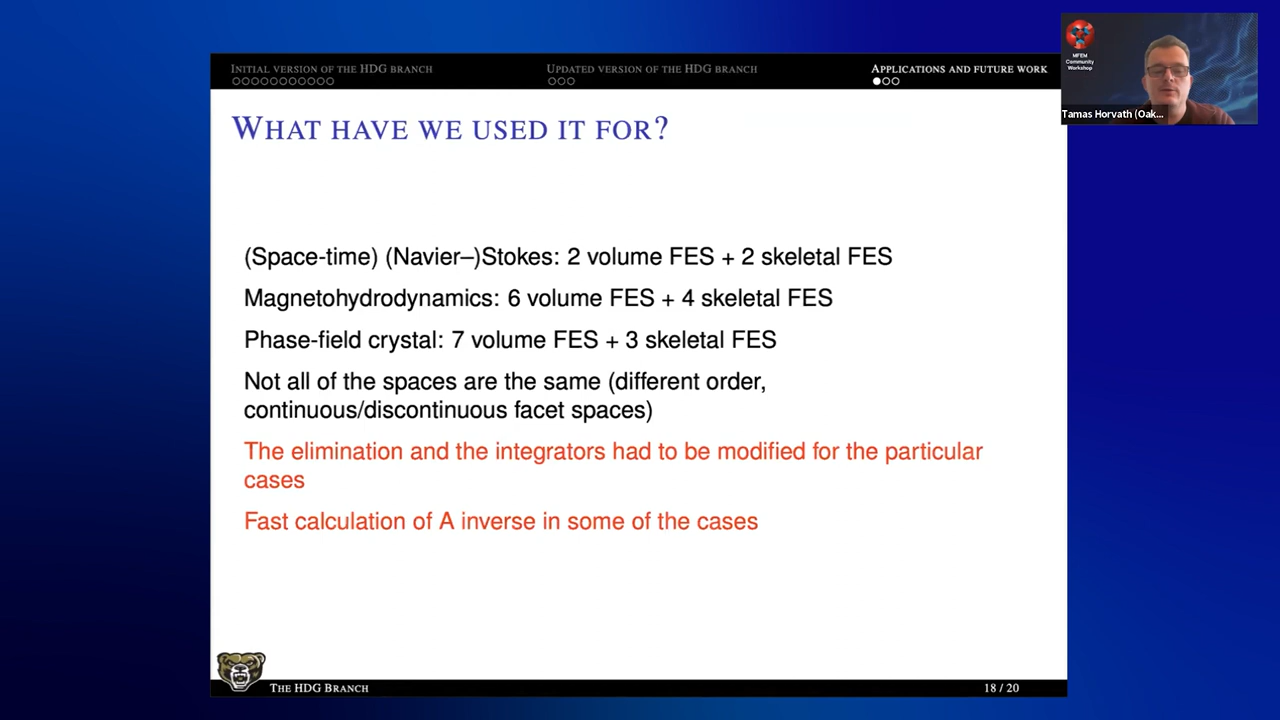 INITIAL VERSION OF THE HDG BRANCH
UPDATED VERSION OF THE HDG BRANCH
APPLICATIONS AND FUTURE WORK
WHAT HAVE WE USED IT FOR?
(Space-time) (Navier–)Stokes: 2 volume FES + 2 skeletal FES
Magnetohydrodynamics: 6 volume FES + 4 skeletal FES
Phase-field crystal: 7 volume FES + 3 skeletal FES
Not all of the spaces are the same (different order,
continuous/discontinuous facet spaces)
The elimination and the integrators had to be modified for the particular
cases
Fast calculation of A inverse in some of the cases
THE HDG BRANCH
18 / 20
MFEM
Community
Workshop
Tamas Horvath (Oak...